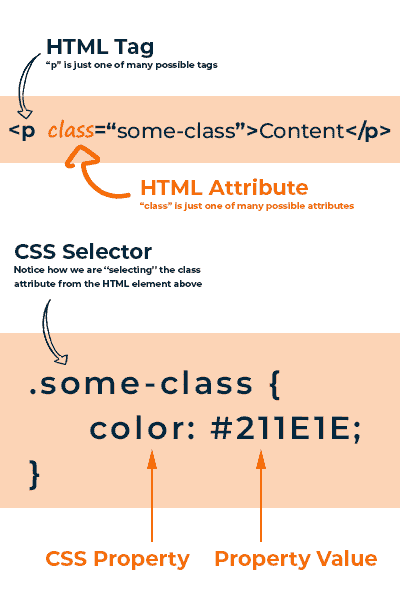 HTML Tag
“p” is just one of many possible tags
<p class=“some-class”>Content</p>
HTML Attribute
“class” is just one of many possible attributes
CSS Selector
Notice how we are “selecting” the class
attribute from the HTML element above
.some-class {
color: #211E1E;
}
CSS Property Property Value